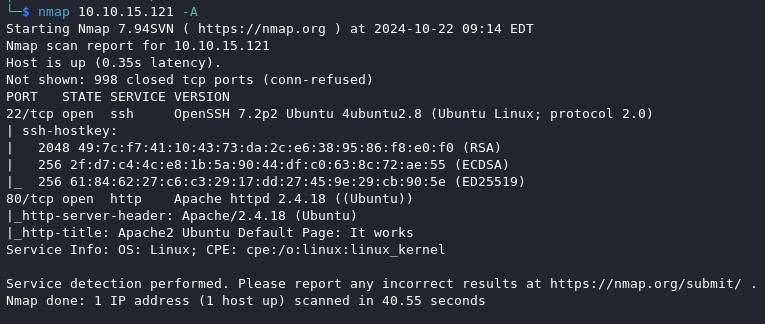 └─$ nmap 10.10.15.121 -A
Starting Nmap 7.94SVN ( https://nmap.org ) at 2024-10-22 09:14 EDT
Nmap scan report for 10.10.15.121
Host is up (0.35s latency).
Not shown: 998 closed tcp ports (conn-refused)
PORT   STATE SERVICE VERSION
22/tcp open  ssh     OpenSSH 7.2p2 Ubuntu 4ubuntu2.8 (Ubuntu Linux; protocol 2.0)
| ssh-hostkey:
|   2048 49:7c:f7:41:10:43:73:da:2c:e6:38:95:86:f8:e0:f0 (RSA)
|   256 2f:d7:c4:4c:e8:1b:5a:90:44:df:c0:63:8c:72:ae:55 (ECDSA)
|_  256 61:84:62:27:c6:c3:29:17:dd:27:45:9e:29:cb:90:5e (ED25519)
80/tcp open  http    Apache httpd 2.4.18 ((Ubuntu))
|_http-server-header: Apache/2.4.18 (Ubuntu)
|_http-title: Apache2 Ubuntu Default Page: It works
Service Info: OS: Linux; CPE: cpe:/o:linux:linux_kernel

Service detection performed. Please report any incorrect results at https://nmap.org/submit/ .
Nmap done: 1 IP address (1 host up) scanned in 40.55 seconds